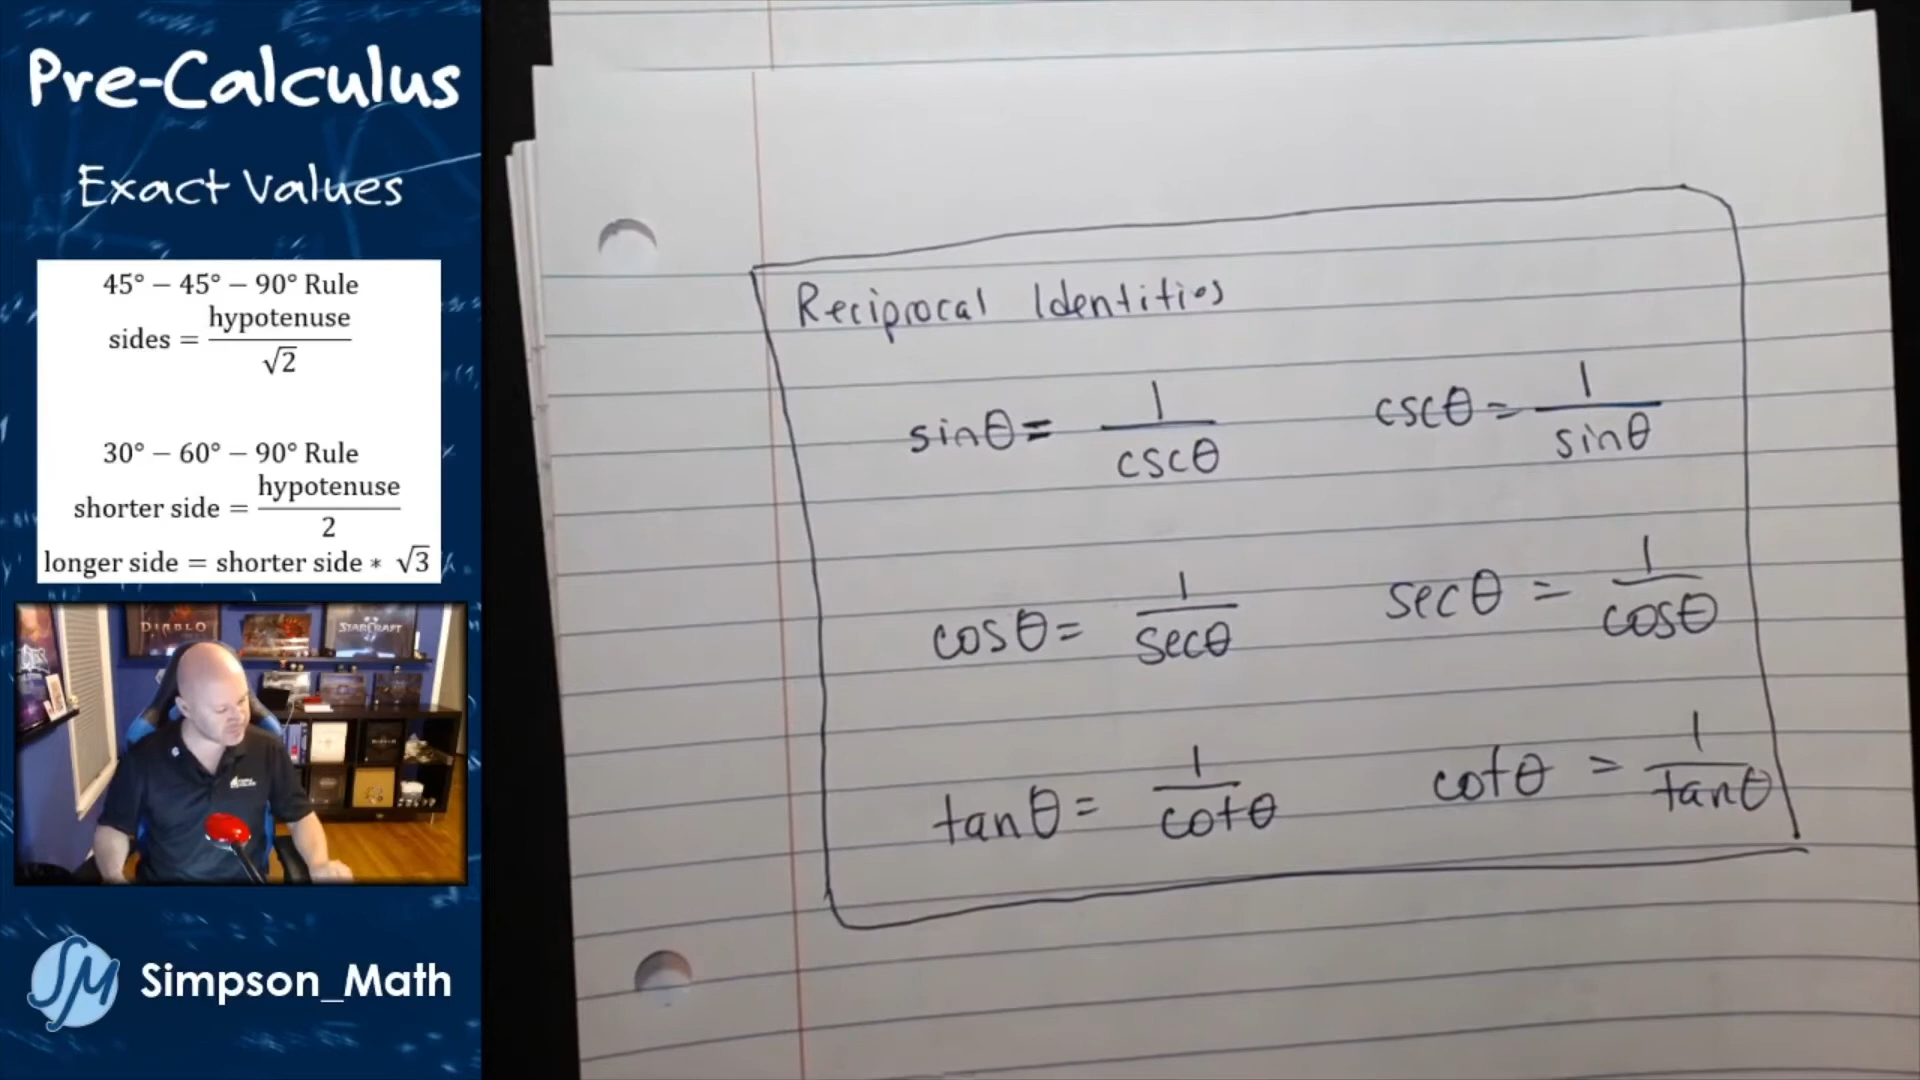 Pre-Calculus
Exact Values
45° − 45° − 90° Rule
sides = hypotenuse / √2
30° − 60° − 90° Rule
shorter side = hypotenuse / 2
longer side = shorter side * √3
DIABLO
STARCRAFT
Simpson_Math
Reciprocal Identities
sinθ = 1 / cscθ
cscθ = 1 / sinθ
cosθ = 1 / secθ
secθ = 1 / cosθ
tanθ = 1 / cotθ
cotθ = 1 / tanθ